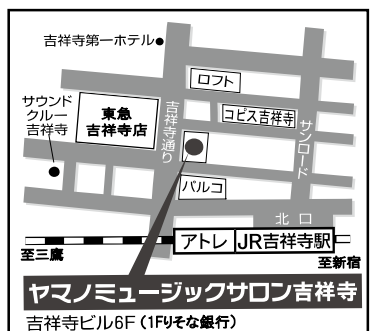 吉祥寺第一ホテル
ロフト
サウンド
クルー
吉祥寺
東急
吉祥寺店
吉祥寺通り
コピス吉祥寺
サンロード
パルコ
北口
アトレ
JR吉祥寺駅
至三鷹
至新宿
ヤマノミュージックサロン吉祥寺
吉祥寺ビル6F(1Fりそな銀行)